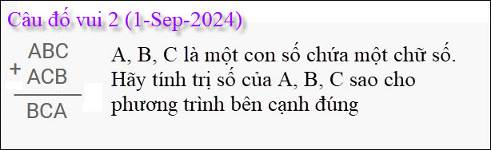 Câu đố vui 2 (1-Sep-2024)
ABC
+ ACB
BCA
A, B, C là một con số chứa một chữ số.
Hãy tính trị số của A, B, C sao cho
phương trình bên cạnh đúng